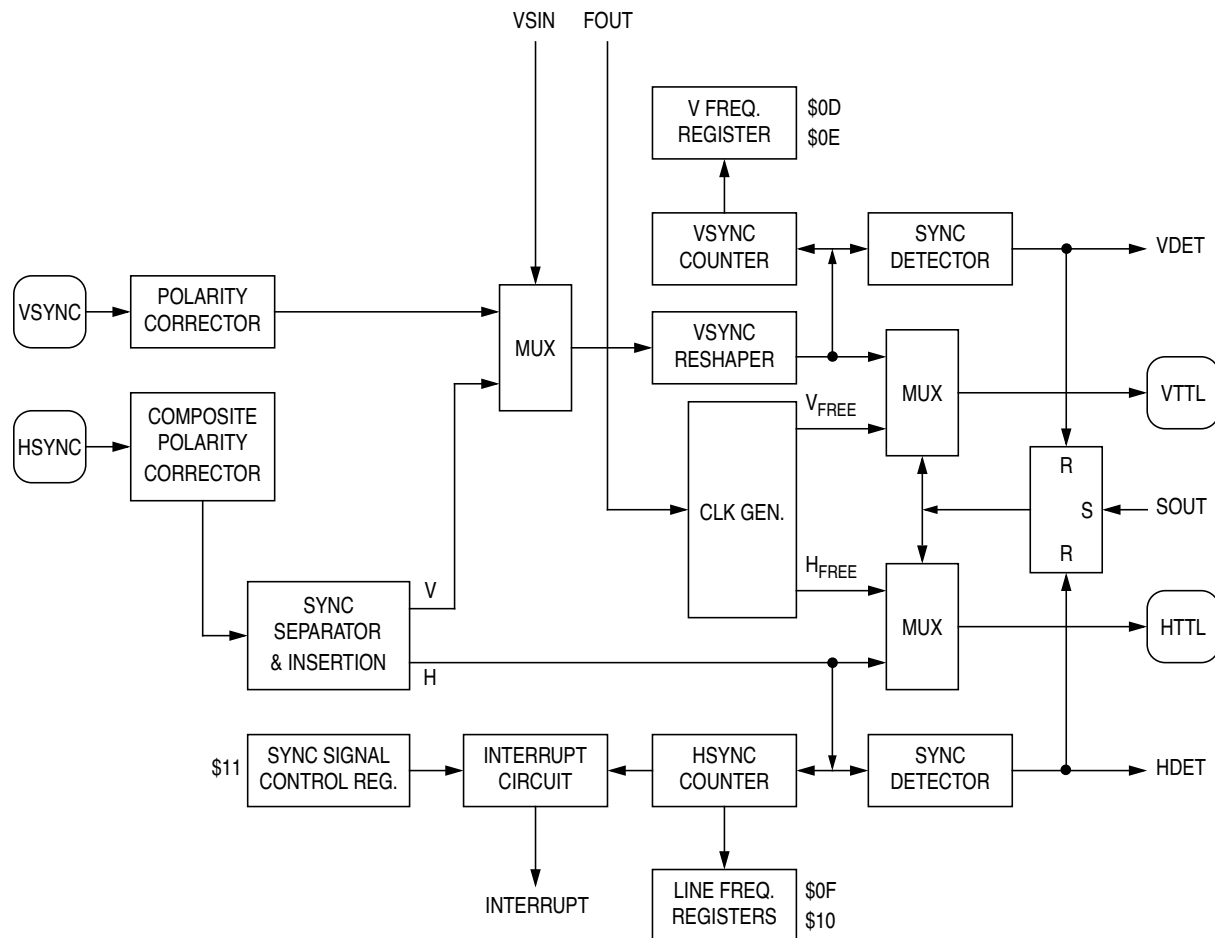 VSIN
FOUT
V FREQ.
REGISTER
$0D
$0E
VSYNC
COUNTER
SYNC
DETECTOR
VDET
VSYNC
POLARITY
CORRECTOR
MUX
VSYNC
RESHAPER
MUX
VTTL
HSYNC
COMPOSITE
POLARITY
CORRECTOR
VFREE
CLK GEN.
R
S
R
SOUT
HFREE
SYNC
SEPARATOR
& INSERTION
V
H
MUX
HTTL
$11
SYNC SIGNAL
CONTROL REG.
INTERRUPT
CIRCUIT
HSYNC
COUNTER
SYNC
DETECTOR
HDET
INTERRUPT
LINE FREQ.
REGISTERS
$0F
$10